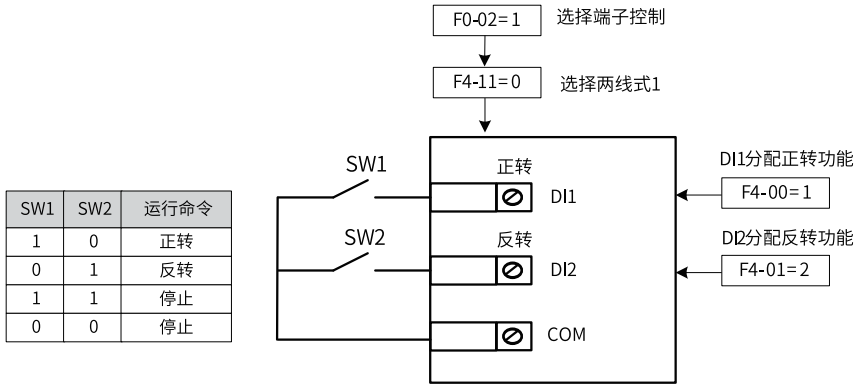 F0-02=1 选择端子控制
F4-11=0 选择两线式1
SW1 SW2 运行命令
1 0 正转
0 1 反转
1 1 停止
0 0 停止
SW1
SW2
正转
DI1
反转
DI2
COM
DI1分配正转功能
F4-00=1
DI2分配反转功能
F4-01=2